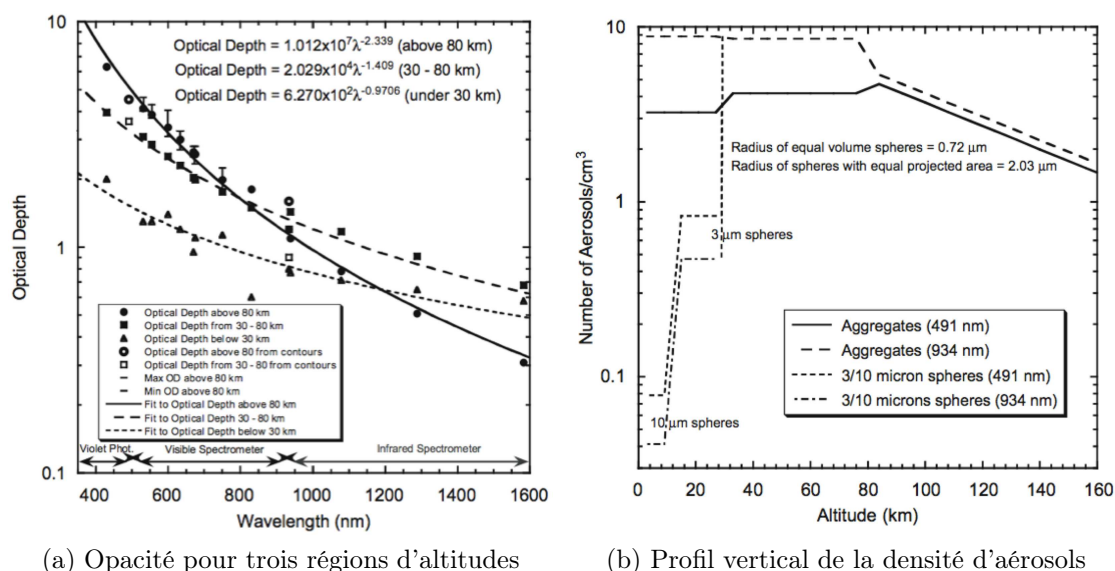 10
1
0.1
Optical Depth
Optical Depth = 1.012x10⁷λ⁻²·³³⁹ (above 80 km)
Optical Depth = 2.029x10⁴λ⁻¹·⁴⁰⁹ (30 - 80 km)
Optical Depth = 6.270x10²λ⁻⁰·⁹⁷⁰⁶ (under 30 km)
Optical Depth above 80 km
Optical Depth from 30 - 80 km
Optical Depth below 30 km
Optical Depth above 80 from contours
Optical Depth from 30 - 80 from contours
Max OD above 80 km
Min OD above 80 km
Fit to Optical Depth above 80 km
Fit to Optical Depth 30 - 80 km
Fit to Optical Depth below 30 km
Violet Phot. Visible Spectrometer Infrared Spectrometer
400 600 800 1000 1200 1400 1600
Wavelength (nm)
(a) Opacité pour trois régions d'altitudes
10
1
0.1
Number of Aerosols/cm³
Radius of equal volume spheres = 0.72 μm
Radius of spheres with equal projected area = 2.03 μm
3 μm spheres
10 μm spheres
Aggregates (491 nm)
Aggregates (934 nm)
3/10 micron spheres (491 nm)
3/10 microns spheres (934 nm)
0 20 40 60 80 100 120 140 160
Altitude (km)
(b) Profil vertical de la densité d'aérosols